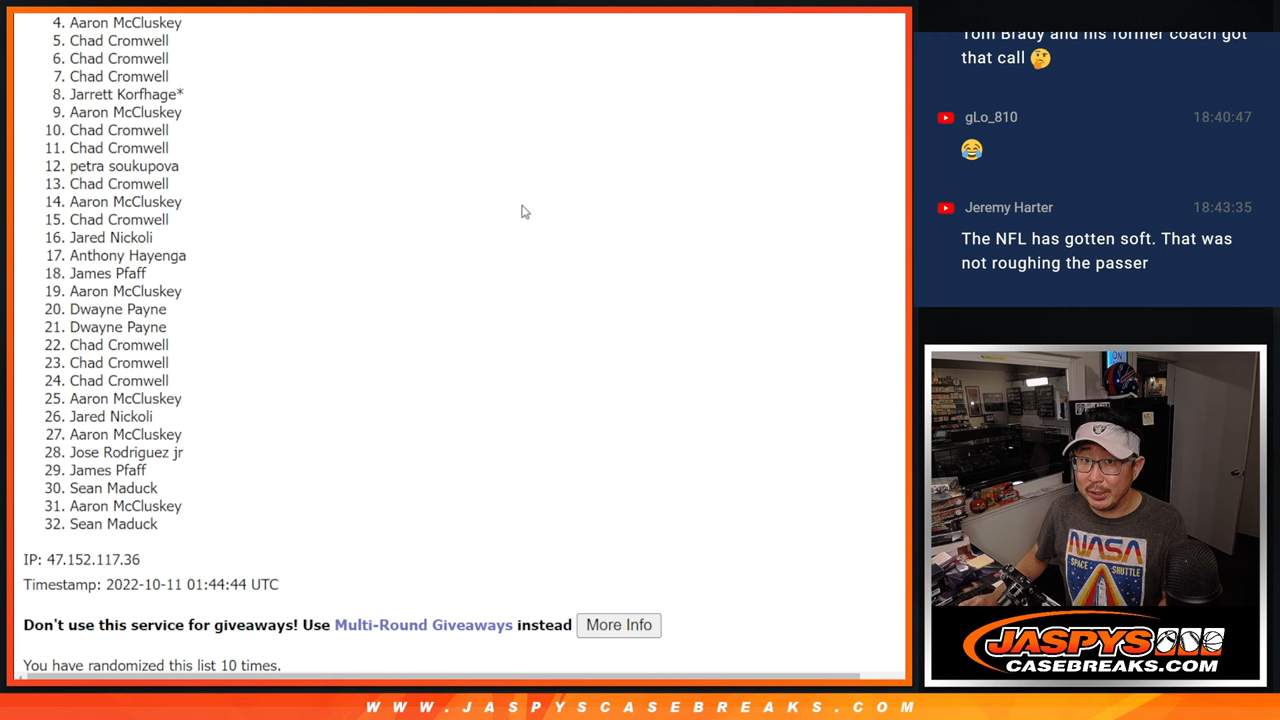 4. Aaron McCluskey
5. Chad Cromwell
6. Chad Cromwell
7. Chad Cromwell
8. Jarrett Korfhage*
9. Aaron McCluskey
10. Chad Cromwell
11. Chad Cromwell
12. petra soukupova
13. Chad Cromwell
14. Aaron McCluskey
15. Chad Cromwell
16. Jared Nickoli
17. Anthony Hayenga
18. James Pfaff
19. Aaron McCluskey
20. Dwayne Payne
21. Dwayne Payne
22. Chad Cromwell
23. Chad Cromwell
24. Chad Cromwell
25. Aaron McCluskey
26. Jared Nickoli
27. Aaron McCluskey
28. Jose Rodriguez jr
29. James Pfaff
30. Sean Maduck
31. Aaron McCluskey
32. Sean Maduck
IP: 47.152.117.36
Timestamp: 2022-10-11 01:44:44 UTC
Don't use this service for giveaways! Use Multi-Round Giveaways instead More Info
You have randomized this list 10 times.
Tom Brady and his former coach got
that call 🤔
gLo_810 18:40:47
😂
Jeremy Harter 18:43:35
The NFL has gotten soft. That was
not roughing the passer
ON
NASA
SPACE SHUTTLE
JASPYS
CASEBREAKS.COM
WWW.JASPYSCASEBREAKS.COM